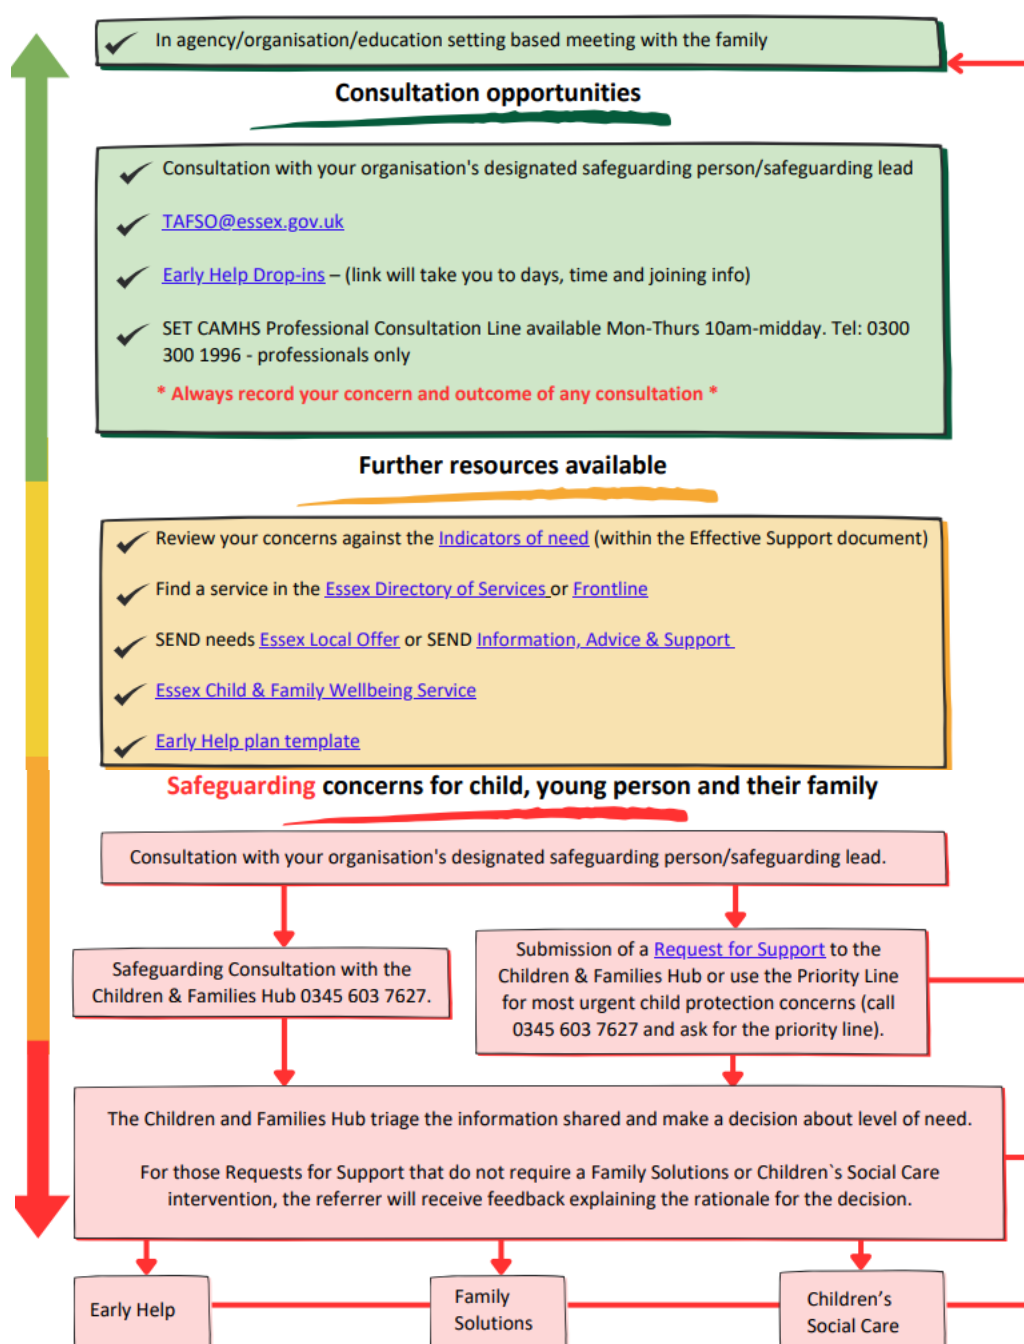 In agency/organisation/education setting based meeting with the family
Consultation opportunities
Consultation with your organisation's designated safeguarding person/safeguarding lead
TAFSO@essex.gov.uk
Early Help Drop-ins – (link will take you to days, time and joining info)
SET CAMHS Professional Consultation Line available Mon-Thurs 10am-midday. Tel: 0300
300 1996 - professionals only
* Always record your concern and outcome of any consultation *
Further resources available
Review your concerns against the Indicators of need (within the Effective Support document)
Find a service in the Essex Directory of Services or Frontline
SEND needs Essex Local Offer or SEND Information, Advice & Support
Essex Child & Family Wellbeing Service
Early Help plan template
Safeguarding concerns for child, young person and their family
Consultation with your organisation's designated safeguarding person/safeguarding lead.
Safeguarding Consultation with the
Children & Families Hub 0345 603 7627.
Submission of a Request for Support to the
Children & Families Hub or use the Priority Line
for most urgent child protection concerns (call
0345 603 7627 and ask for the priority line).
The Children and Families Hub triage the information shared and make a decision about level of need.
For those Requests for Support that do not require a Family Solutions or Children`s Social Care
intervention, the referrer will receive feedback explaining the rationale for the decision.
Early Help
Family
Solutions
Children's
Social Care